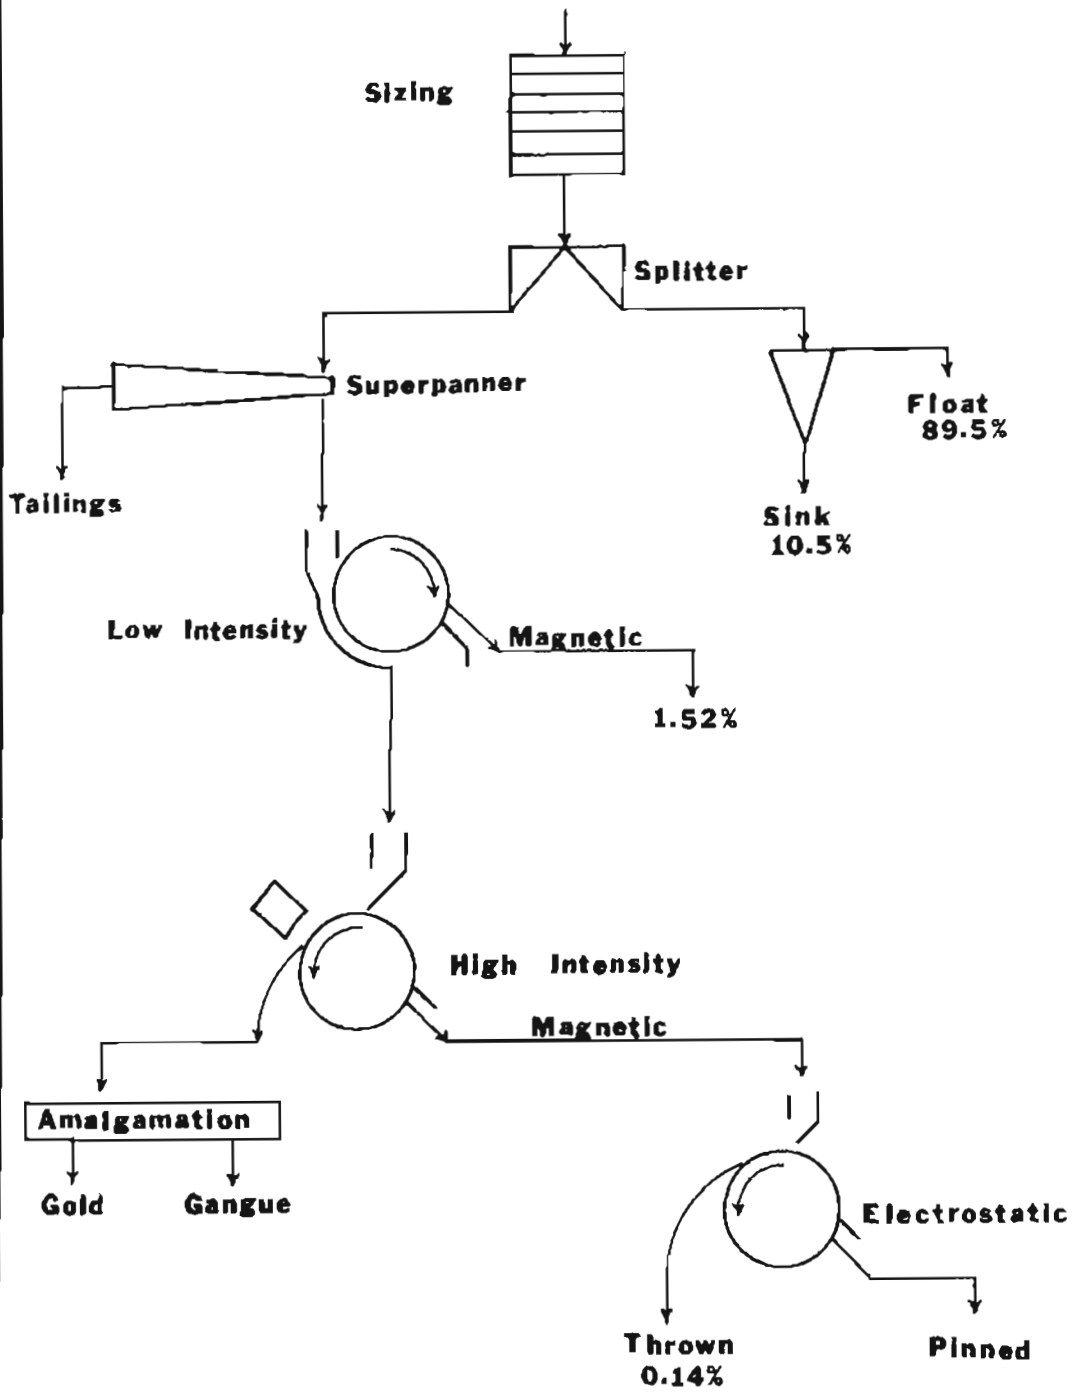 Sizing
Splitter
Superpanner
Float
89.5%
Tailings
Sink
10.5%
Low Intensity
Magnetic
1.52%
High Intensity
Magnetic
Amalgamation
Gold
Gangue
Electrostatic
Thrown
0.14%
Pinned